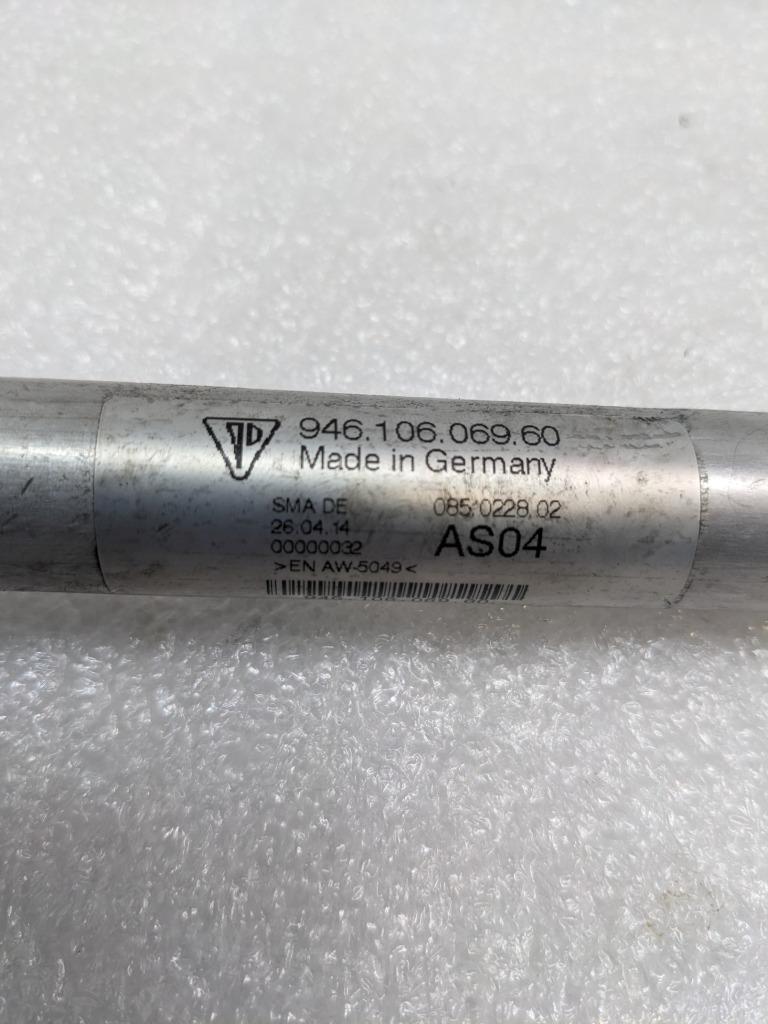 946.106.069.60
Made in Germany
SMA DE 085.0228.02
26.04.14
00000032 AS04
>EN AW-5049<